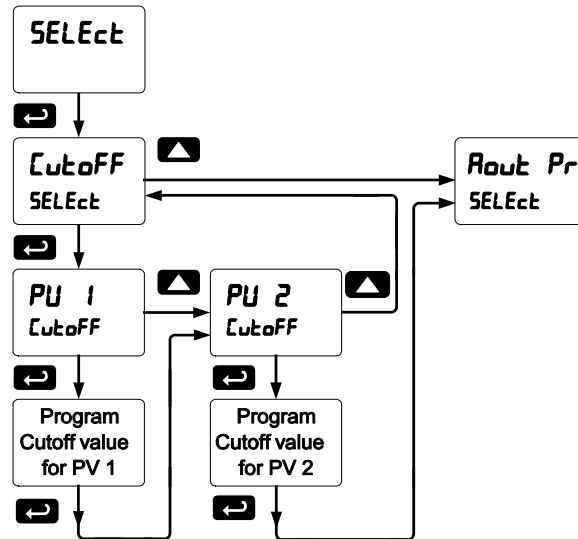 SELEct
CutoFF
SELEct
Aout Pr
SELEct
PU 1
CutoFF
PU 2
CutoFF
Program
Cutoff value
for PV 1
Program
Cutoff value
for PV 2